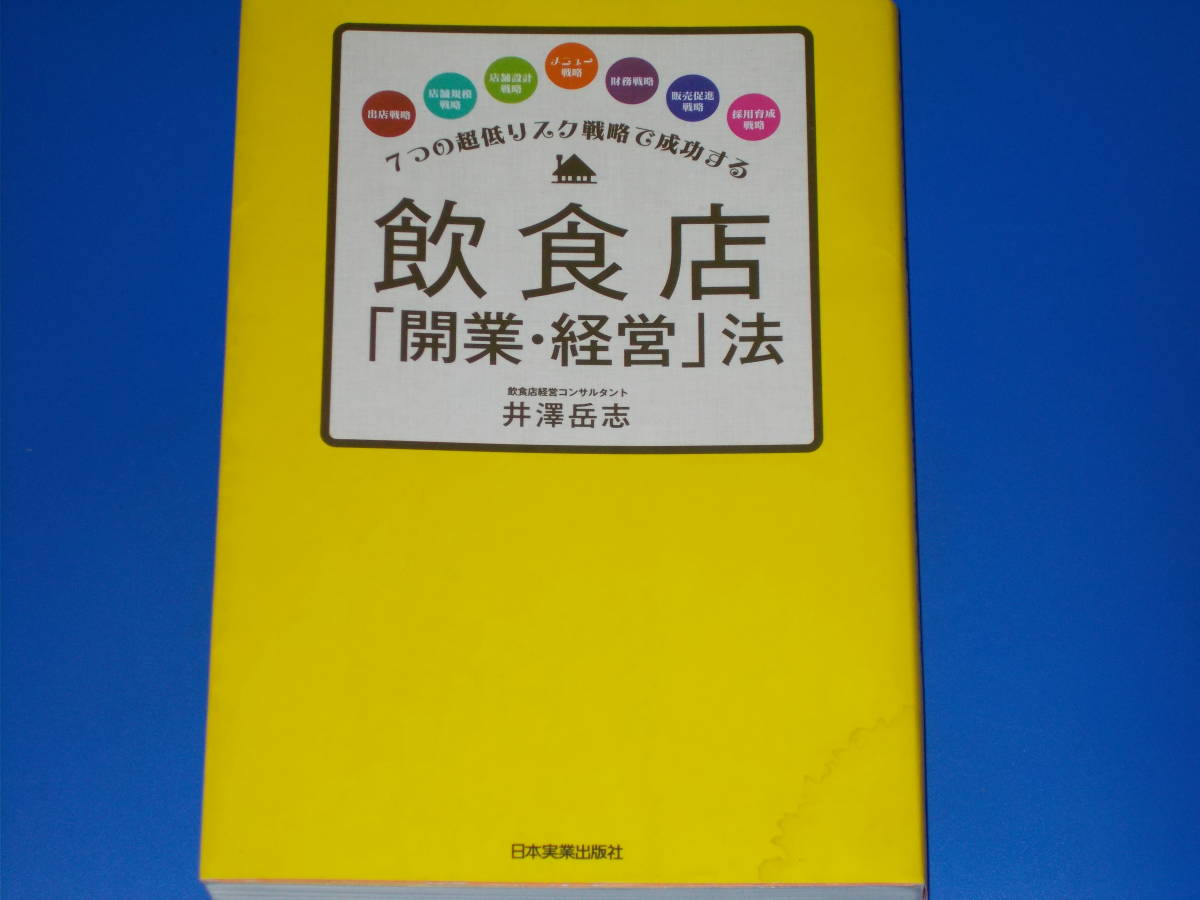 出店戦略
店舗規模
戦略
店舗設計
戦略
メニュー
戦略
財務戦略
販売促進
戦略
採用育成
戦略
7つの超低リスク戦略で成功する
飲食店
「開業・経営」法
飲食店経営コンサルタント
井澤岳志
日本実業出版社